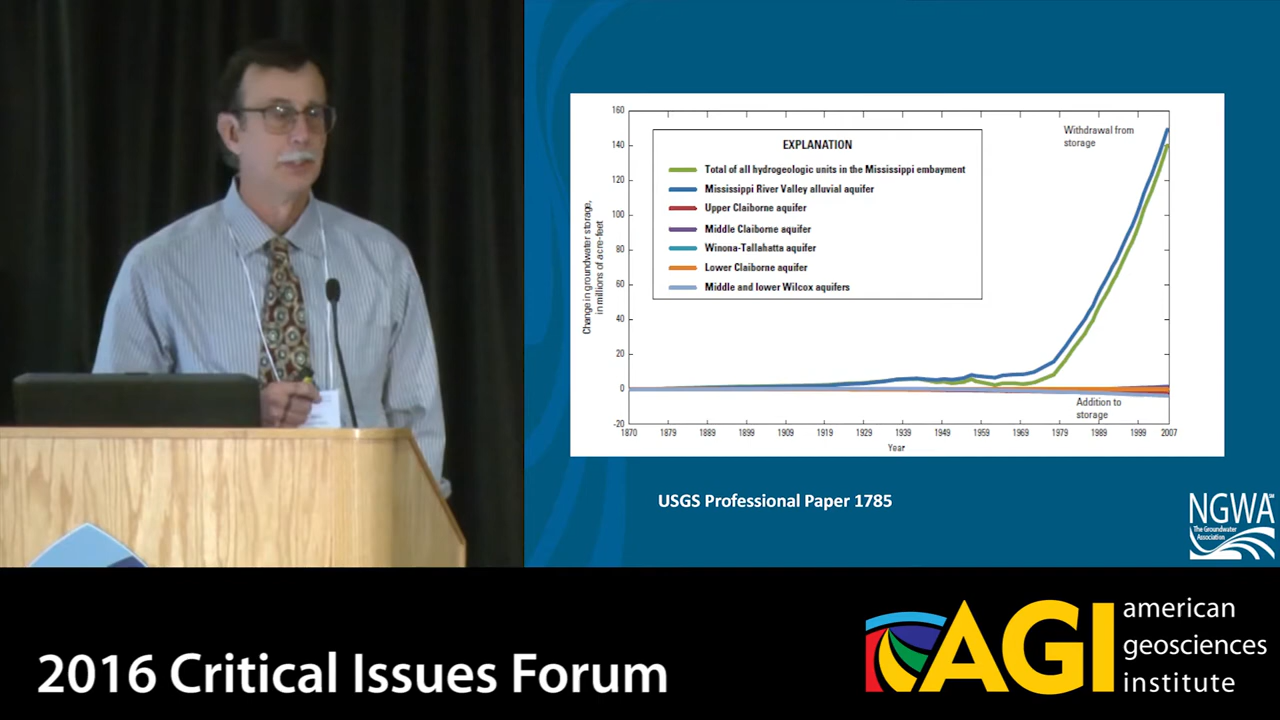 160
140
120
100
80
60
40
20
0
-20
Change in groundwater storage,
in millions of acre-feet
EXPLANATION
Total of all hydrogeologic units in the Mississippi embayment
Mississippi River Valley alluvial aquifer
Upper Claiborne aquifer
Middle Claiborne aquifer
Winona-Tallahatta aquifer
Lower Claiborne aquifer
Middle and lower Wilcox aquifers
Withdrawal from
storage
Addition to
storage
1870 1879 1889 1899 1909 1919 1929 1939 1949 1959 1969 1979 1989 1999 2007
Year
USGS Professional Paper 1785
NGWA
The Groundwater
Association
2016 Critical Issues Forum
AGI
american
geosciences
institute